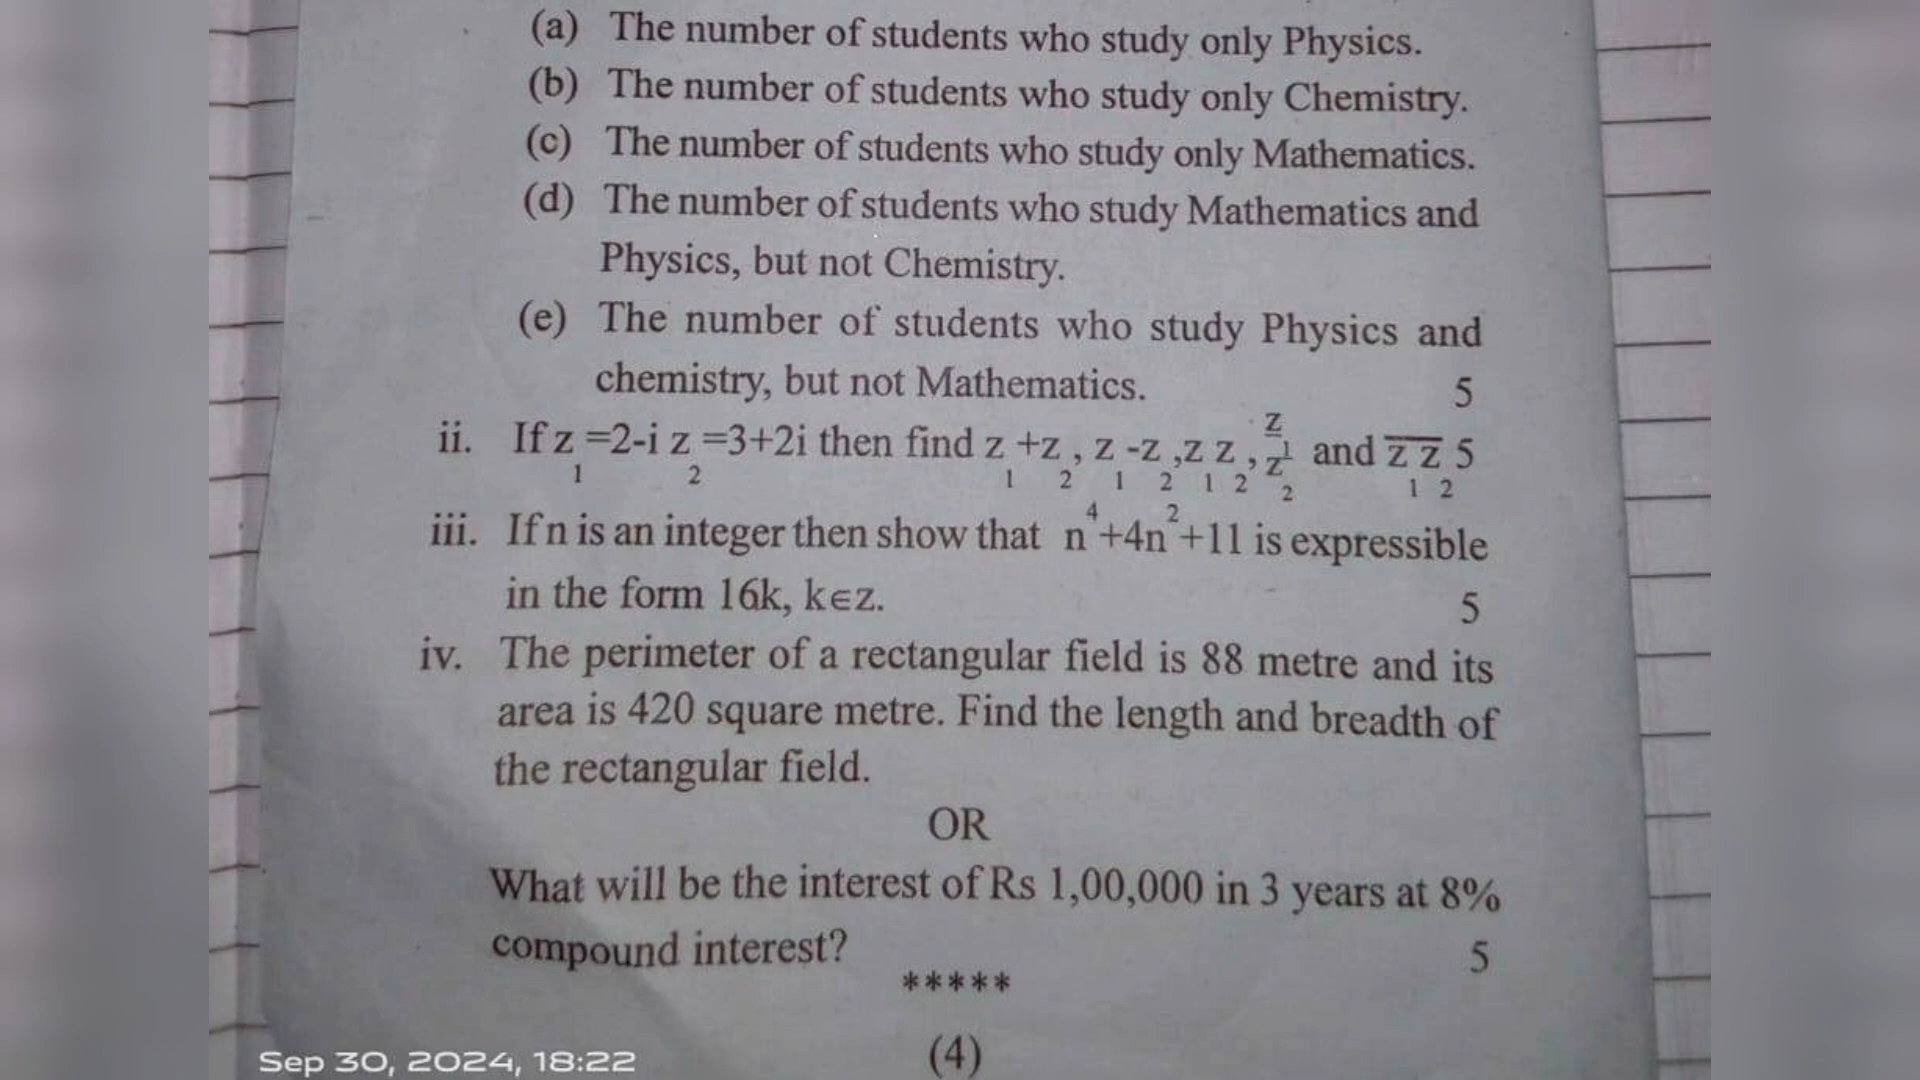 (a) The number of students who study only Physics.
(b) The number of students who study only Chemistry.
(c) The number of students who study only Mathematics.
(d) The number of students who study Mathematics and
Physics, but not Chemistry.
(e) The number of students who study Physics and
chemistry, but not Mathematics. 5
ii. If z₁=2-i z₂=3+2i then find z₁+z₂, z₁-z₂, z₁z₂, z₁/z₂ and z̅₁z̅₂ 5
iii. If n is an integer then show that n⁴+4n²+11 is expressible
in the form 16k, k∈z. 5
iv. The perimeter of a rectangular field is 88 metre and its
area is 420 square metre. Find the length and breadth of
the rectangular field.
OR
What will be the interest of Rs 1,00,000 in 3 years at 8%
compound interest? 5
*****
(4)
Sep 30, 2024, 18:22